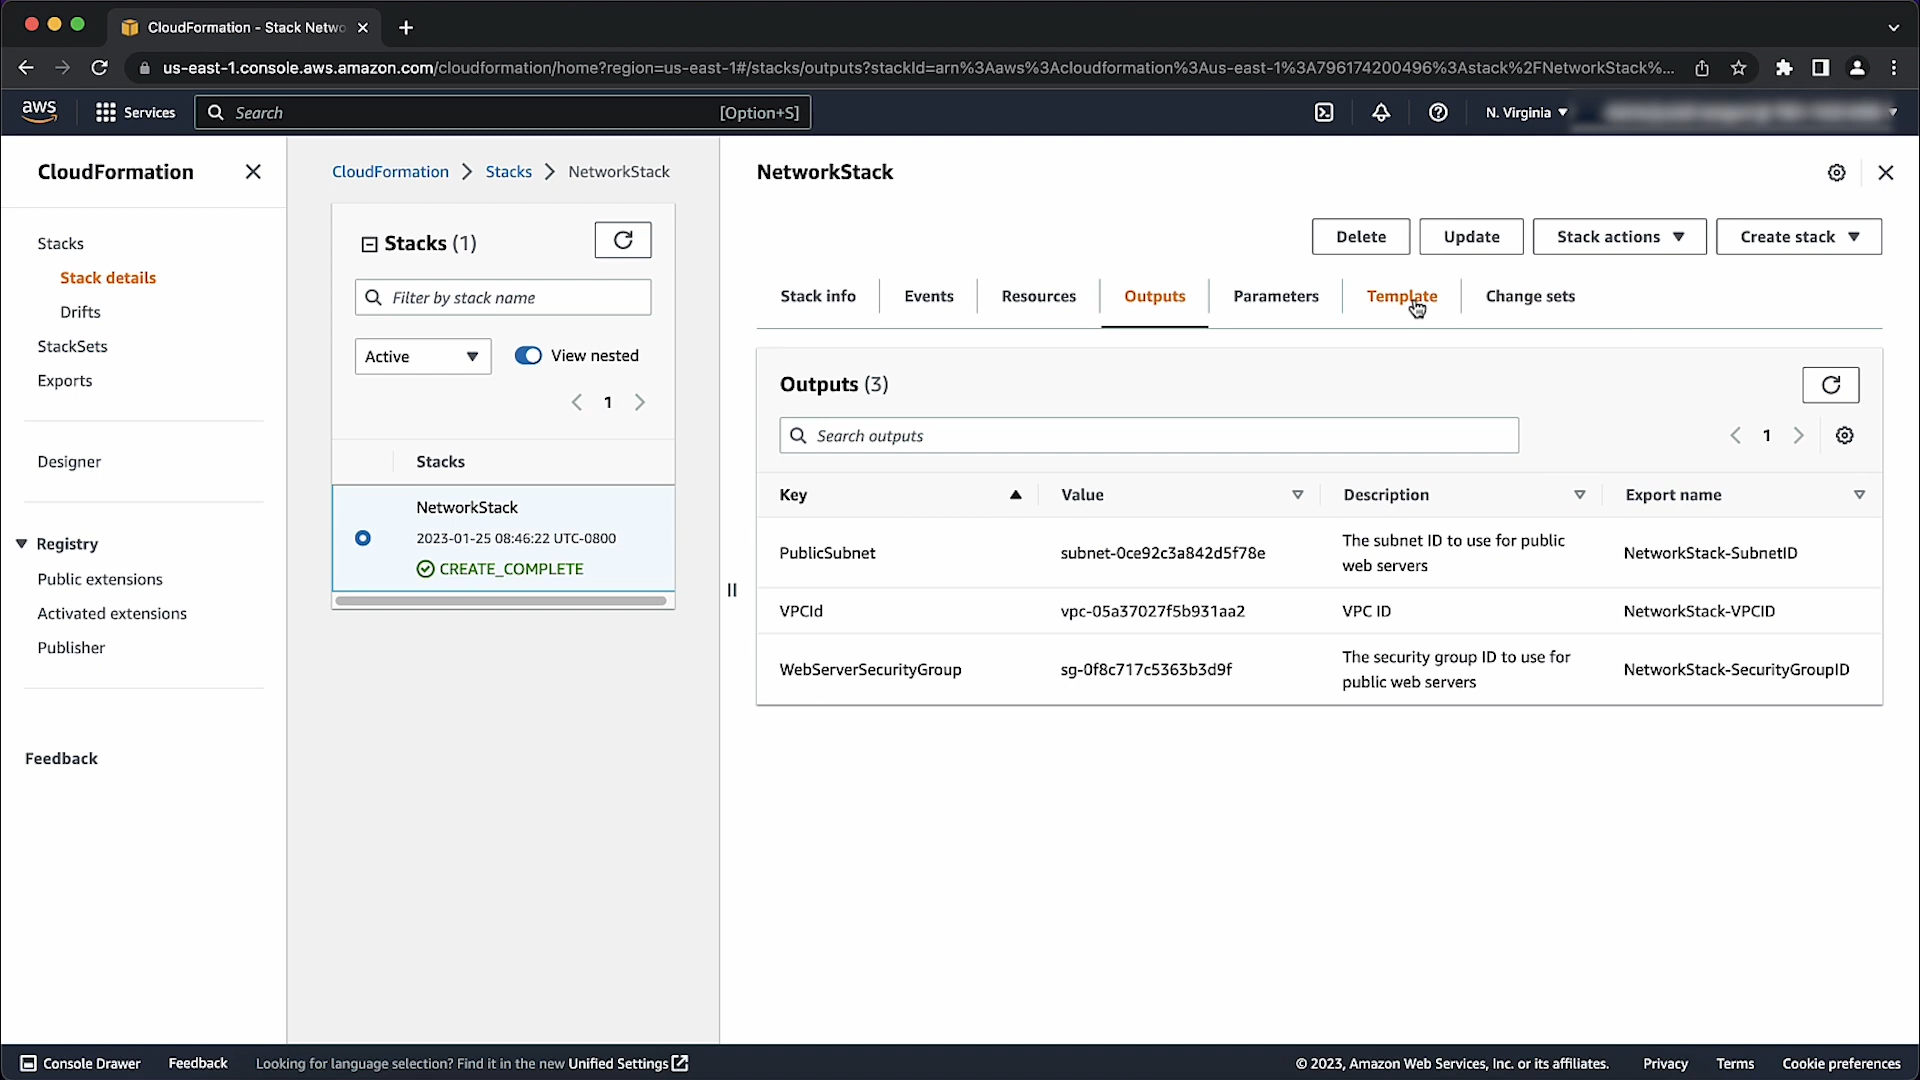 CloudFormation - Stack Netwo
us-east-1.console.aws.amazon.com/cloudformation/home?region=us-east-1#/stacks/outputs?stackId=arn%3Aaws%3Acloudformation%3Aus-east-1%3A796174200496%3Astack%2FNetworkStack%...
aws
Services
Search
[Option+S]
N. Virginia
CloudFormation
Stacks
Stack details
Drifts
StackSets
Exports
Designer
Registry
Public extensions
Activated extensions
Publisher
Feedback
CloudFormation > Stacks > NetworkStack
Stacks (1)
Filter by stack name
Active
View nested
1
Stacks
NetworkStack
2023-01-25 08:46:22 UTC-0800
CREATE_COMPLETE
NetworkStack
Delete
Update
Stack actions
Create stack
Stack info
Events
Resources
Outputs
Parameters
Template
Change sets
Outputs (3)
Search outputs
1
Key Value Description Export name
PublicSubnet subnet-0ce92c3a842d5f78e The subnet ID to use for public NetworkStack-SubnetID
web servers
VPCId vpc-05a37027f5b931aa2 VPC ID NetworkStack-VPCID
WebServerSecurityGroup sg-0f8c717c5363b3d9f The security group ID to use for NetworkStack-SecurityGroupID
public web servers
Console Drawer
Feedback
Looking for language selection? Find it in the new Unified Settings
© 2023, Amazon Web Services, Inc. or its affiliates.
Privacy
Terms
Cookie preferences